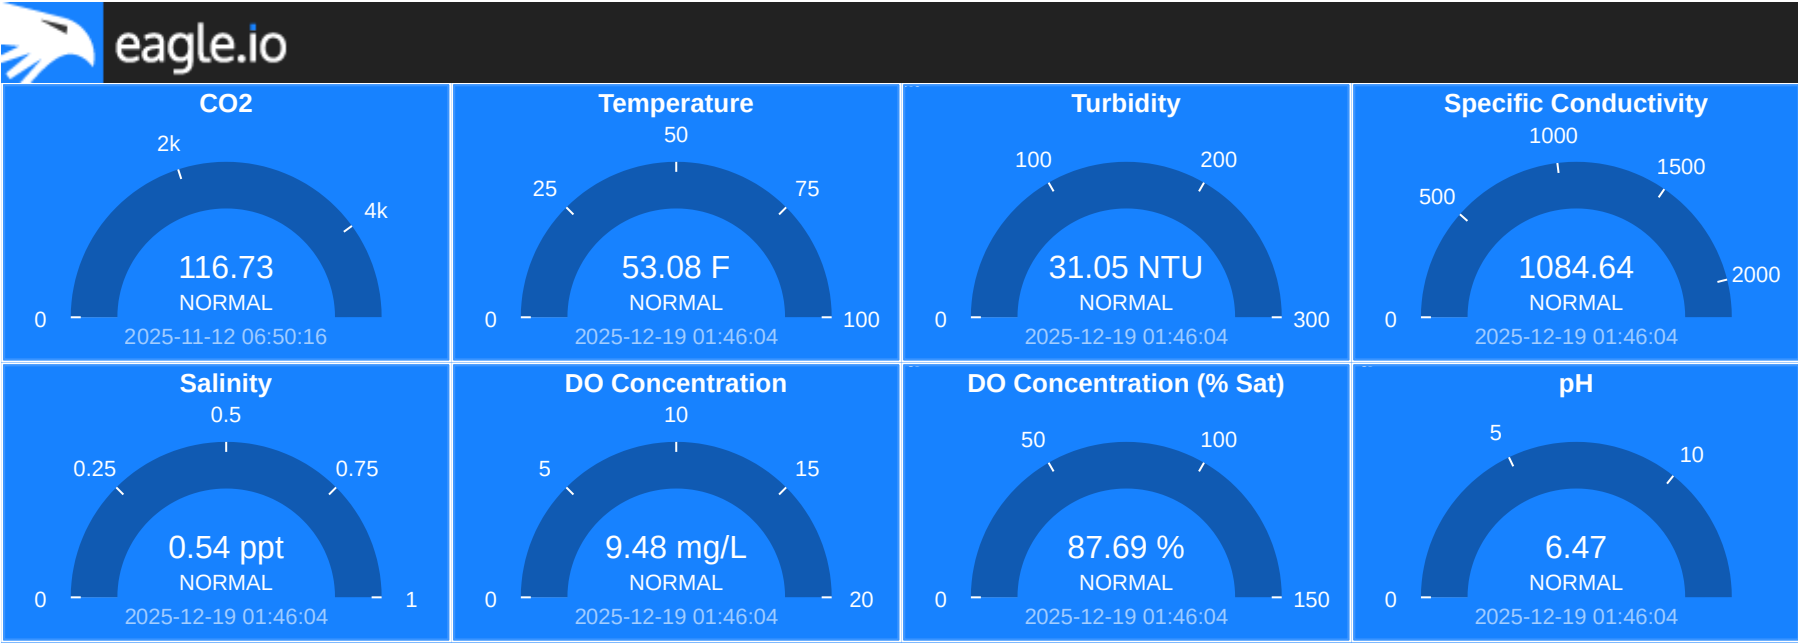 eagle.io
CO2
2k
4k
116.73
NORMAL
0
2025-11-12 06:50:16
Temperature
50
25
75
53.08 F
NORMAL
0
100
2025-12-19 01:46:04
Turbidity
100
200
31.05 NTU
NORMAL
0
300
2025-12-19 01:46:04
Specific Conductivity
1000
1500
500
1084.64
2000
NORMAL
0
2025-12-19 01:46:04
Salinity
0.5
0.25
0.75
0.54 ppt
NORMAL
0
1
2025-12-19 01:46:04
DO Concentration
10
5
15
9.48 mg/L
NORMAL
0
20
2025-12-19 01:46:04
DO Concentration (% Sat)
50
100
87.69 %
NORMAL
0
150
2025-12-19 01:46:04
pH
5
10
6.47
NORMAL
0
2025-12-19 01:46:04